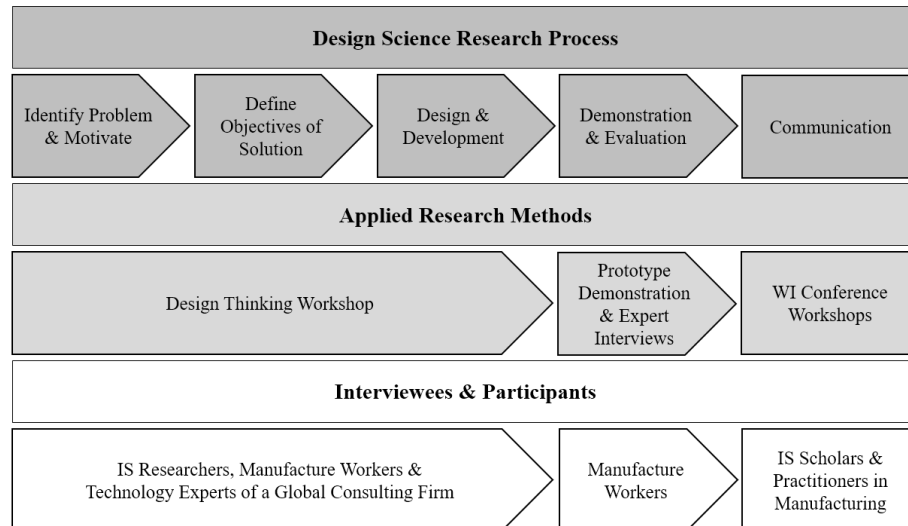 Design Science Research Process
Identify Problem
& Motivate
Define
Objectives of
Solution
Design &
Development
Demonstration
& Evaluation
Communication
Applied Research Methods
Design Thinking Workshop
Prototype
Demonstration
& Expert
Interviews
WI Conference
Workshops
Interviewees & Participants
IS Researchers, Manufacture Workers &
Technology Experts of a Global Consulting Firm
Manufacture
Workers
IS Scholars &
Practitioners in
Manufacturing